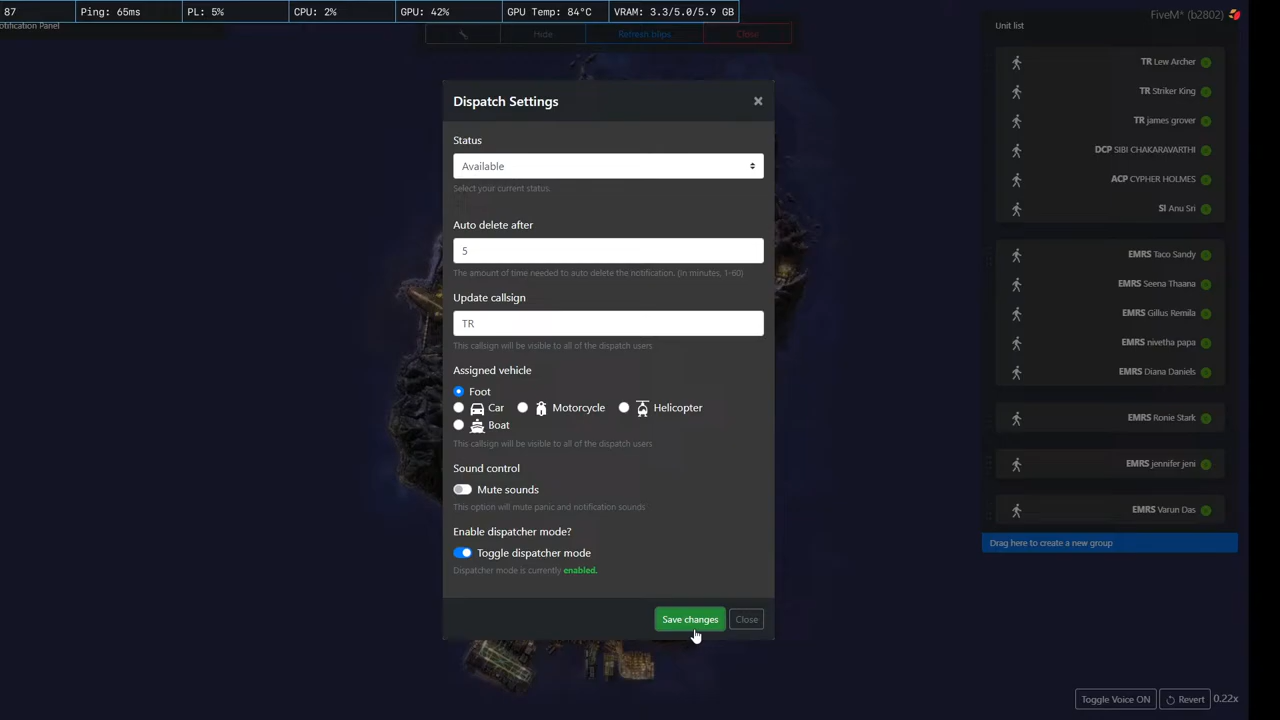 87 Ping: 65ms PL: 5% CPU: 2% GPU: 42% GPU Temp: 84°C VRAM: 3.3/5.0/5.9 GB
otification Panel
Hide Refresh blips Close
FiveM* (b2802)
Unit list
TR Lew Archer
TR Striker King
TR james grover
DCP SIBI CHAKARAVARTHI
ACP CYPHER HOLMES
SI Anu Sri
EMRS Taco Sandy
EMRS Seena Thaana
EMRS Gillus Remila
EMRS nivetha papa
EMRS Diana Daniels
EMRS Ronie Stark
EMRS jennifer jeni
EMRS Varun Das
Drag here to create a new group
Dispatch Settings ×
Status
Available
Select your current status.
Auto delete after
5
The amount of time needed to auto delete the notification. (in minutes, 1-60)
Update callsign
TR
This callsign will be visible to all of the dispatch users
Assigned vehicle
Foot
Car Motorcycle Helicopter
Boat
This callsign will be visible to all of the dispatch users
Sound control
Mute sounds
This option will mute panic and notification sounds
Enable dispatcher mode?
Toggle dispatcher mode
Dispatcher mode is currently enabled.
Save changes Close
Toggle Voice ON Revert 0.22x